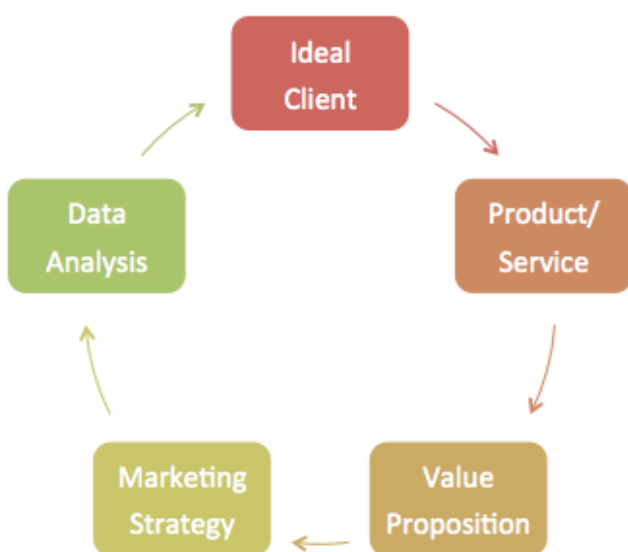 Ideal
Client
Product/
Service
Value
Proposition
Marketing
Strategy
Data
Analysis